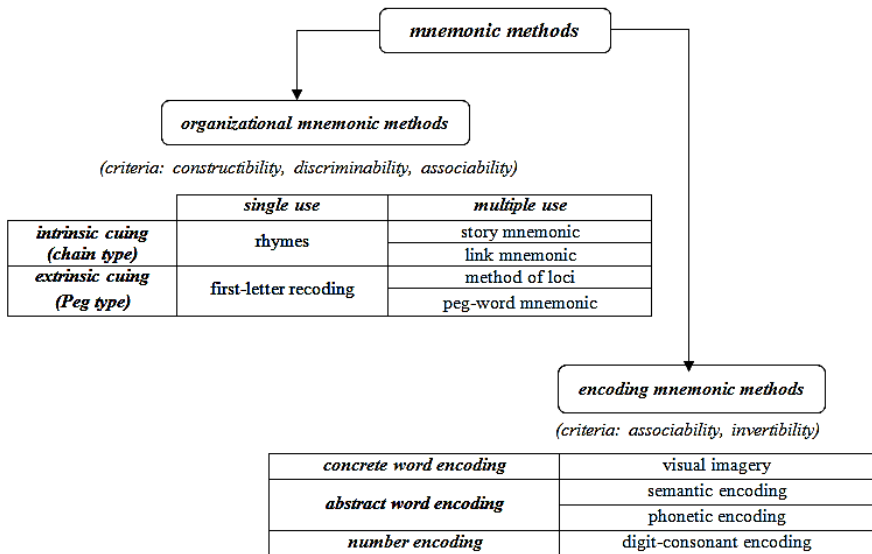 mnemonic methods
organizational mnemonic methods
(criteria: constructibility, discriminability, associability)
single use multiple use
intrinsic cuing (chain type) rhymes story mnemonic
link mnemonic
extrinsic cuing (Peg type) first-letter recoding method of loci
peg-word mnemonic
encoding mnemonic methods
(criteria: associability, invertibility)
concrete word encoding visual imagery
abstract word encoding semantic encoding
phonetic encoding
number encoding digit-consonant encoding